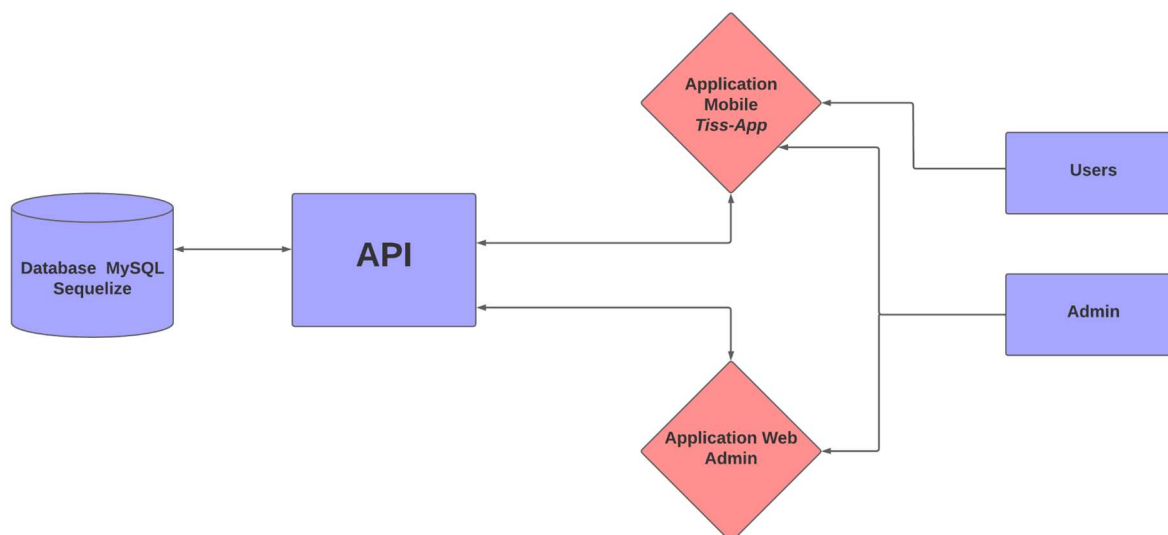 Application
Mobile
Tiss-App
Users
Database MySQL
Sequelize
API
Admin
Application Web
Admin